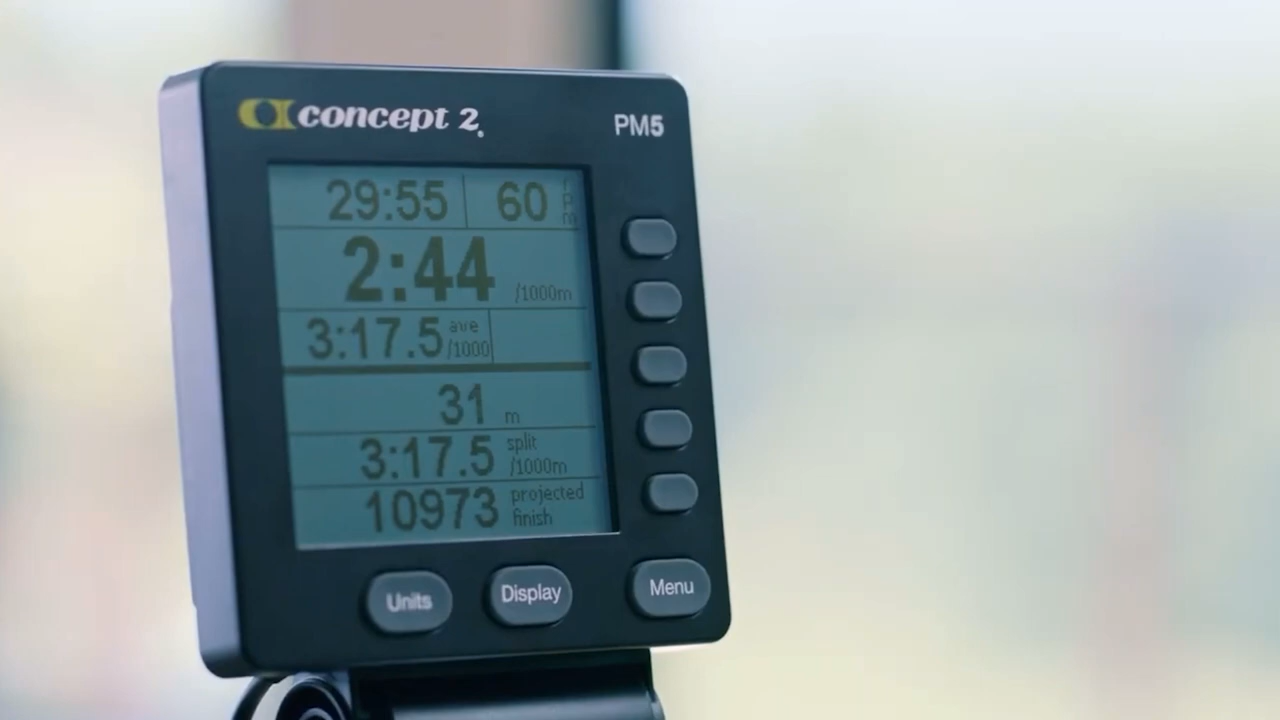 concept 2.
PM5
29:55 60 rpm
2:44 /1000m
3:17.5 ave /1000
31 m
3:17.5 split /1000m
10973 projected finish
Units Display Menu